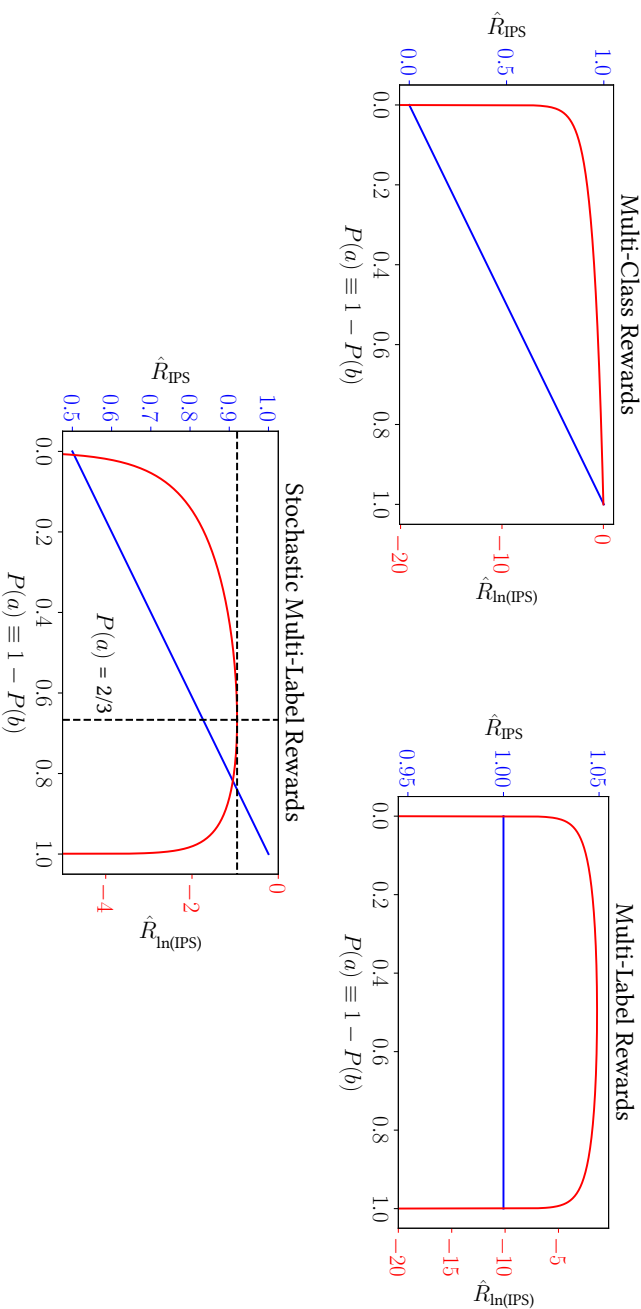 Multi-Class Rewards
R̂_IPS
1.0
0.5
0.0
0
−10
−20
R̂_ln(IPS)
0.0 0.2 0.4 0.6 0.8 1.0
P(a) ≡ 1 − P(b)
Multi-Label Rewards
R̂_IPS
1.05
1.00
0.95
−5
−10
−15
−20
R̂_ln(IPS)
0.0 0.2 0.4 0.6 0.8 1.0
P(a) ≡ 1 − P(b)
Stochastic Multi-Label Rewards
R̂_IPS
1.0
0.9
0.8
0.7
0.6
0.5
0
−2
−4
R̂_ln(IPS)
P(a) = 2/3
0.0 0.2 0.4 0.6 0.8 1.0
P(a) ≡ 1 − P(b)